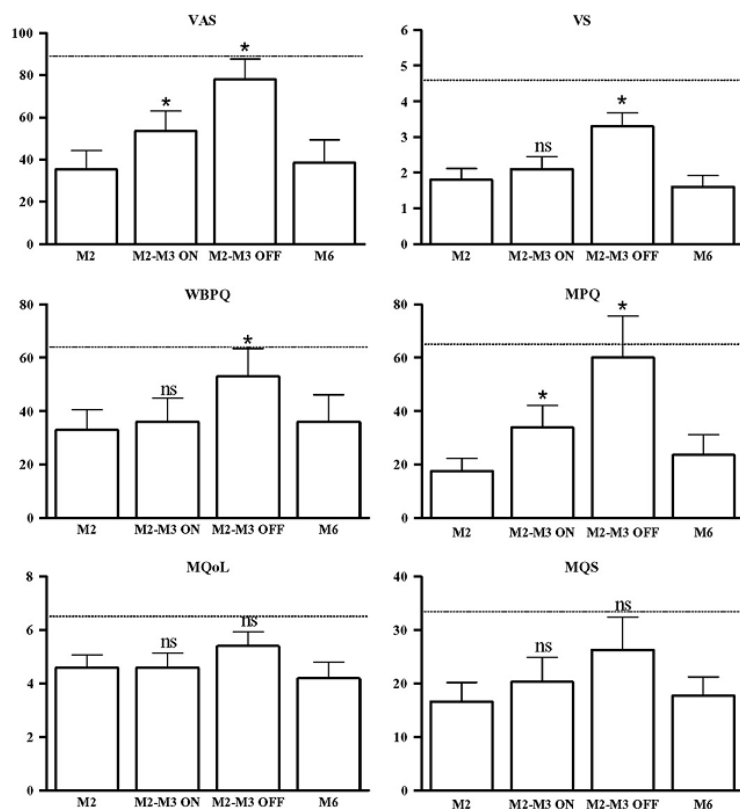 VAS
100
80
60
40
20
0
*
*
M2 M2-M3 ON M2-M3 OFF M6
VS
6
5
4
3
2
1
0
ns
*
M2 M2-M3 ON M2-M3 OFF M6
WBPQ
80
60
40
20
0
ns
*
M2 M2-M3 ON M2-M3 OFF M6
MPQ
80
60
40
20
0
*
*
M2 M2-M3 ON M2-M3 OFF M6
MQoL
8
6
4
2
0
ns
ns
M2 M2-M3 ON M2-M3 OFF M6
MQS
40
30
20
10
0
ns
ns
M2 M2-M3 ON M2-M3 OFF M6